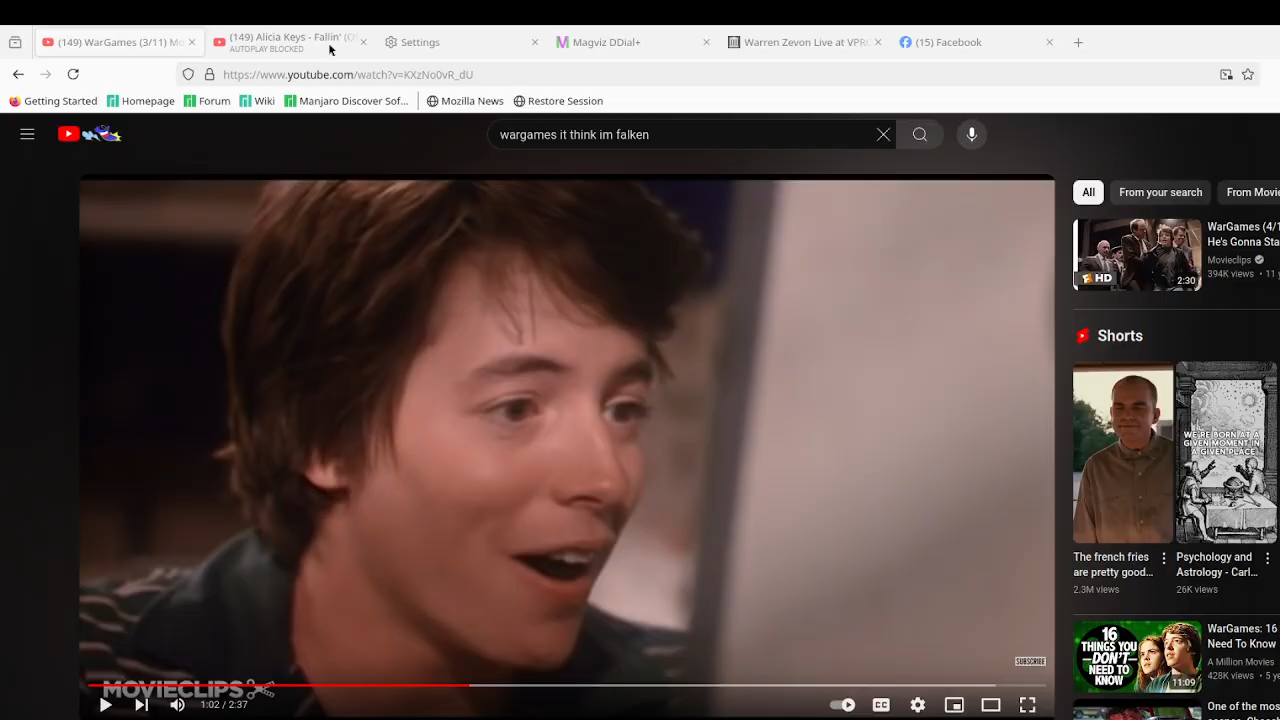 (149) WarGames (3/11) Mo
(149) Alicia Keys - Fallin' (O
AUTOPLAY BLOCKED
Settings
Magviz DDial+
Warren Zevon Live at VPR
(15) Facebook
https://www.youtube.com/watch?v=KXzNo0vR_dU
Getting Started
Homepage
Forum
Wiki
Manjaro Discover Sof...
Mozilla News
Restore Session
wargames it think im falken
All
From your search
From Movie
WarGames (4/1
He's Gonna Sta
Movieclips
394K views • 11 y
HD
2:30
Shorts
WE'RE BORN AT A
GIVEN MOMENT IN
A GIVEN PLACE
The french fries
are pretty good...
2.3M views
Psychology and
Astrology - Carl...
26K views
16
THINGS YOU
DON'T
NEED TO
KNOW
11:09
WarGames: 16
Need To Know
A Million Movies
428K views • 5 ye
One of the mos
SUBSCRIBE
MOVIECLIPS
1:02 / 2:37
CC